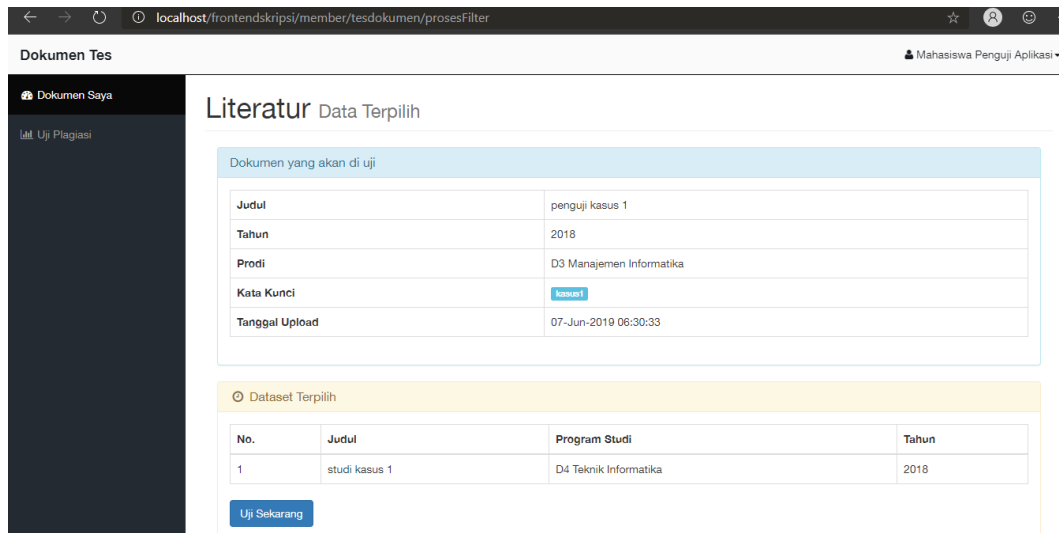 localhost/frontendskripsi/member/tesdokumen/prosesFilter
Dokumen Tes
Mahasiswa Penguji Aplikasi
Dokumen Saya
Uji Plagiasi
Literatur Data Terpilih
Dokumen yang akan di uji
Judul penguji kasus 1
Tahun 2018
Prodi D3 Manajemen Informatika
Kata Kunci kasus1
Tanggal Upload 07-Jun-2019 06:30:33
Dataset Terpilih
No. Judul Program Studi Tahun
1 studi kasus 1 D4 Teknik Informatika 2018
Uji Sekarang